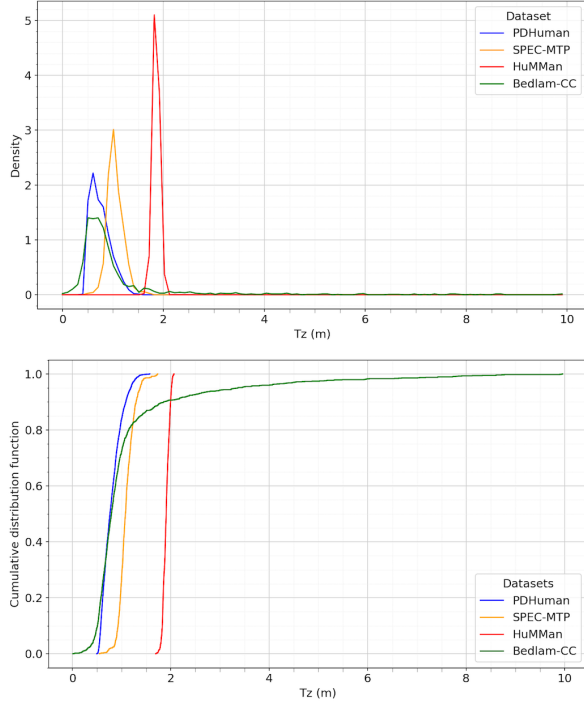 5
4
3
2
1
0
Density
Dataset
PDHuman
SPEC-MTP
HuMMan
Bedlam-CC
0 2 4 6 8 10
Tz (m)
1.0
0.8
0.6
0.4
0.2
0.0
Cumulative distribution function
Datasets
PDHuman
SPEC-MTP
HuMMan
Bedlam-CC
0 2 4 6 8 10
Tz (m)